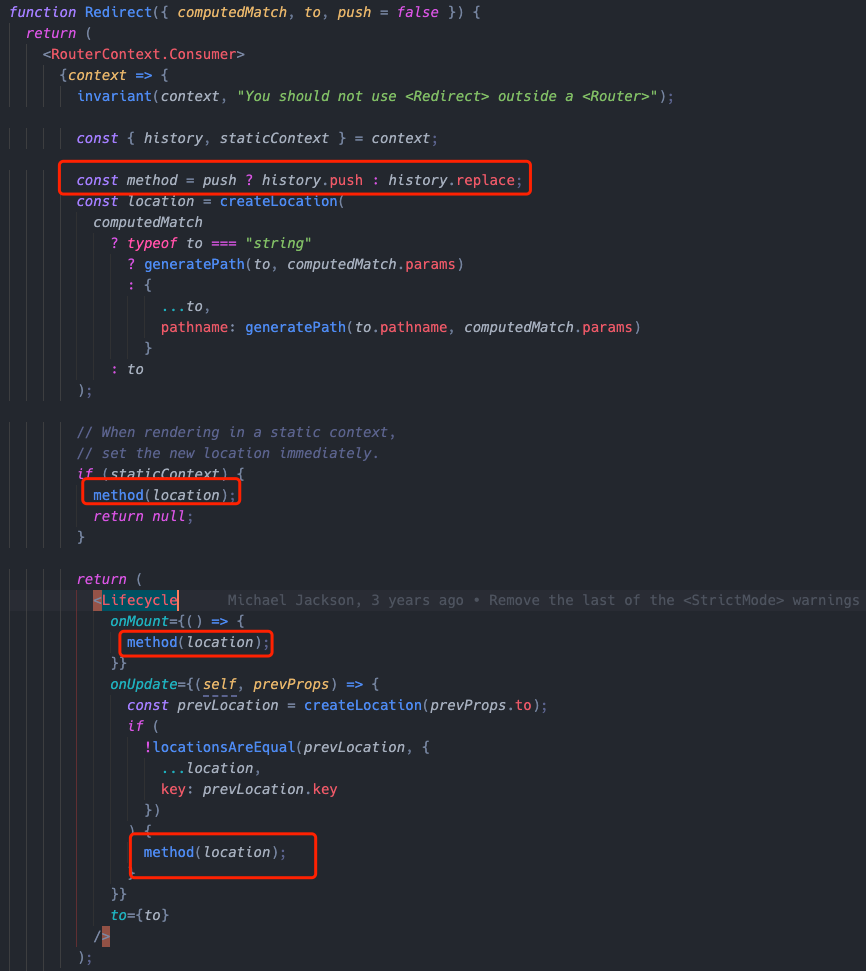 function Redirect({ computedMatch, to, push = false }) {
return (
<RouterContext.Consumer>
{context => {
invariant(context, "You should not use <Redirect> outside a <Router>");
const { history, staticContext } = context;
const method = push ? history.push : history.replace;
const location = createLocation(
computedMatch
? typeof to === "string"
? generatePath(to, computedMatch.params)
: {
...to,
pathname: generatePath(to.pathname, computedMatch.params)
}
: to
);
// When rendering in a static context,
// set the new location immediately.
if (staticContext) {
method(location);
return null;
}
return (
<Lifecycle Michael Jackson, 3 years ago • Remove the last of the <StrictMode> warnings
onMount={() => {
method(location);
}}
onUpdate={(self, prevProps) => {
const prevLocation = createLocation(prevProps.to);
if (
!locationsAreEqual(prevLocation, {
...location,
key: prevLocation.key
})
) {
method(location);
}
}}
to={to}
/>
);